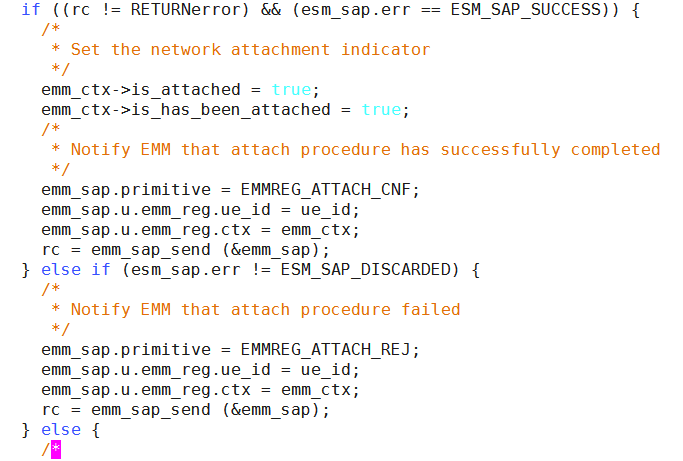 if ((rc != RETURNerror) && (esm_sap.err == ESM_SAP_SUCCESS)) {
  /*
   * Set the network attachment indicator
   */
  emm_ctx->is_attached = true;
  emm_ctx->is_has_been_attached = true;
  /*
   * Notify EMM that attach procedure has successfully completed
   */
  emm_sap.primitive = EMMREG_ATTACH_CNF;
  emm_sap.u.emm_reg.ue_id = ue_id;
  emm_sap.u.emm_reg.ctx = emm_ctx;
  rc = emm_sap_send (&emm_sap);
} else if (esm_sap.err != ESM_SAP_DISCARDED) {
  /*
   * Notify EMM that attach procedure failed
   */
  emm_sap.primitive = EMMREG_ATTACH_REJ;
  emm_sap.u.emm_reg.ue_id = ue_id;
  emm_sap.u.emm_reg.ctx = emm_ctx;
  rc = emm_sap_send (&emm_sap);
} else {
  /*